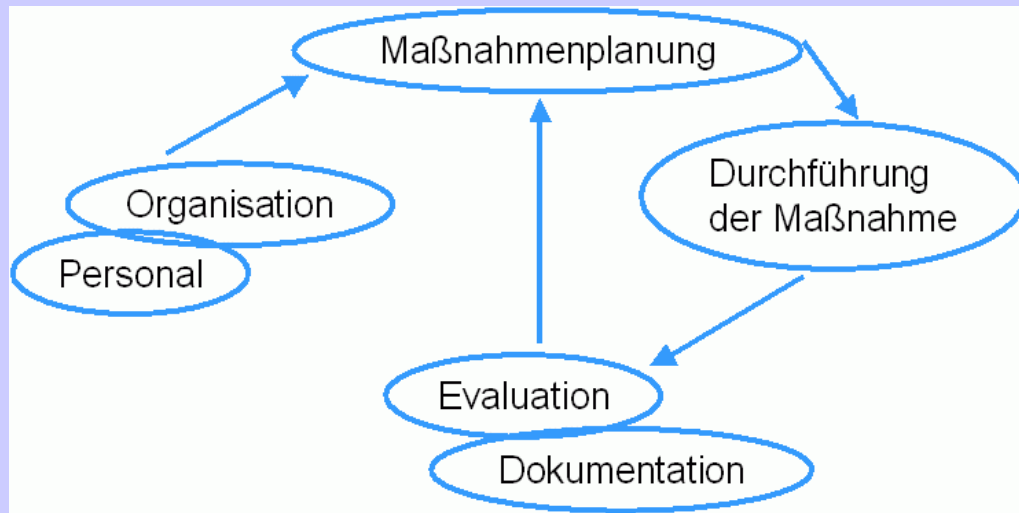 Maßnahmenplanung
Organisation
Personal
Durchführung
der Maßnahme
Evaluation
Dokumentation